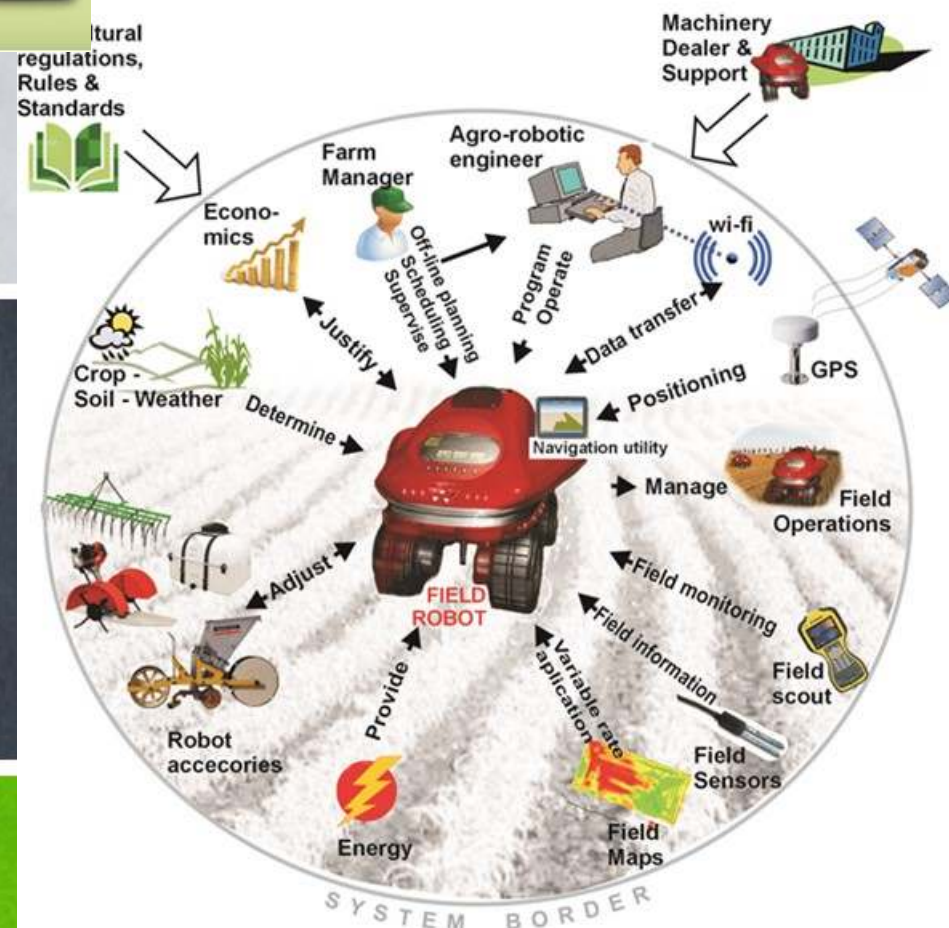 regulations,
Rules &
Standards
Machinery
Dealer &
Support
Farm
Manager
Agro-robotic
engineer
Econo-
mics
wi-fi
Off-line planning
Scheduling
Supervise
Program
Operate
Justify
Data transfer
GPS
Crop -
Soil - Weather
Determine
Positioning
Navigation utility
Manage
Field
Operations
Adjust
FIELD
ROBOT
Field monitoring
Field information
Field
scout
Variable rate
aplication
Provide
Robot
accecories
Field
Sensors
Energy
Field
Maps
SYSTEM BORDER